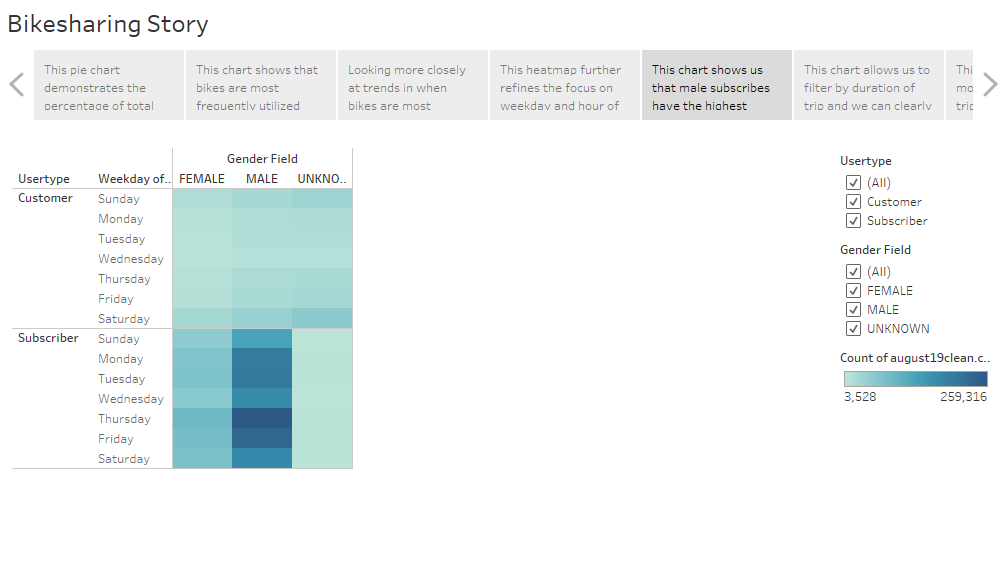 Bikesharing Story
This pie chart
demonstrates the
percentage of total
This chart shows that
bikes are most
frequently utilized
Looking more closely
at trends in when
bikes are most
This heatmap further
refines the focus on
weekday and hour of
This chart shows us
that male subscribes
have the highest
This chart allows us to
filter by duration of
trip and we can clearly
Gender Field
Usertype Weekday of.. FEMALE MALE UNKNO..
Customer Sunday
Monday
Tuesday
Wednesday
Thursday
Friday
Saturday
Subscriber Sunday
Monday
Tuesday
Wednesday
Thursday
Friday
Saturday
Usertype
(All)
Customer
Subscriber
Gender Field
(All)
FEMALE
MALE
UNKNOWN
Count of august19clean.c..
3,528 259,316